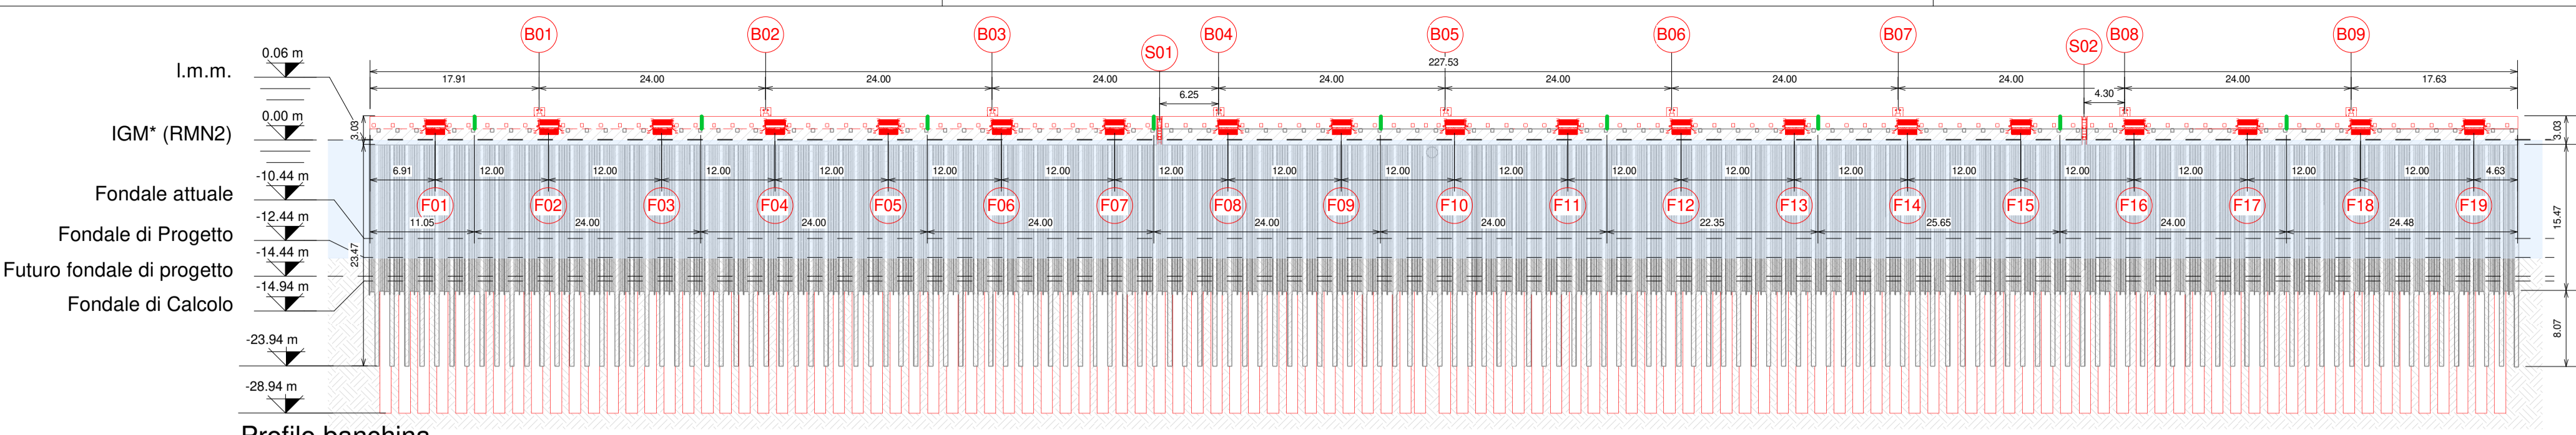 B01 B02 B03 S01 B04 B05 B06 B07 S02 B08 B09
0.06 m
l.m.m.
227.53
17.91 24.00 24.00 24.00 24.00 24.00 24.00 24.00 24.00 17.63
6.25 4.30
0.00 m
IGM* (RMN2)
3.03 3.03
6.91 12.00 12.00 12.00 12.00 12.00 12.00 12.00 12.00 12.00 12.00 12.00 12.00 12.00 12.00 12.00 12.00 12.00 12.00 4.63
-10.44 m
Fondale attuale
F01 F02 F03 F04 F05 F06 F07 F08 F09 F10 F11 F12 F13 F14 F15 F16 F17 F18 F19
11.05 24.00 24.00 24.00 24.00 24.00 22.35 25.65 24.00 24.48
-12.44 m
Fondale di Progetto
23.47 15.47
-14.44 m
Futuro fondale di progetto
-14.94 m
Fondale di Calcolo
8.07
-23.94 m
-28.94 m
Profilo banchina